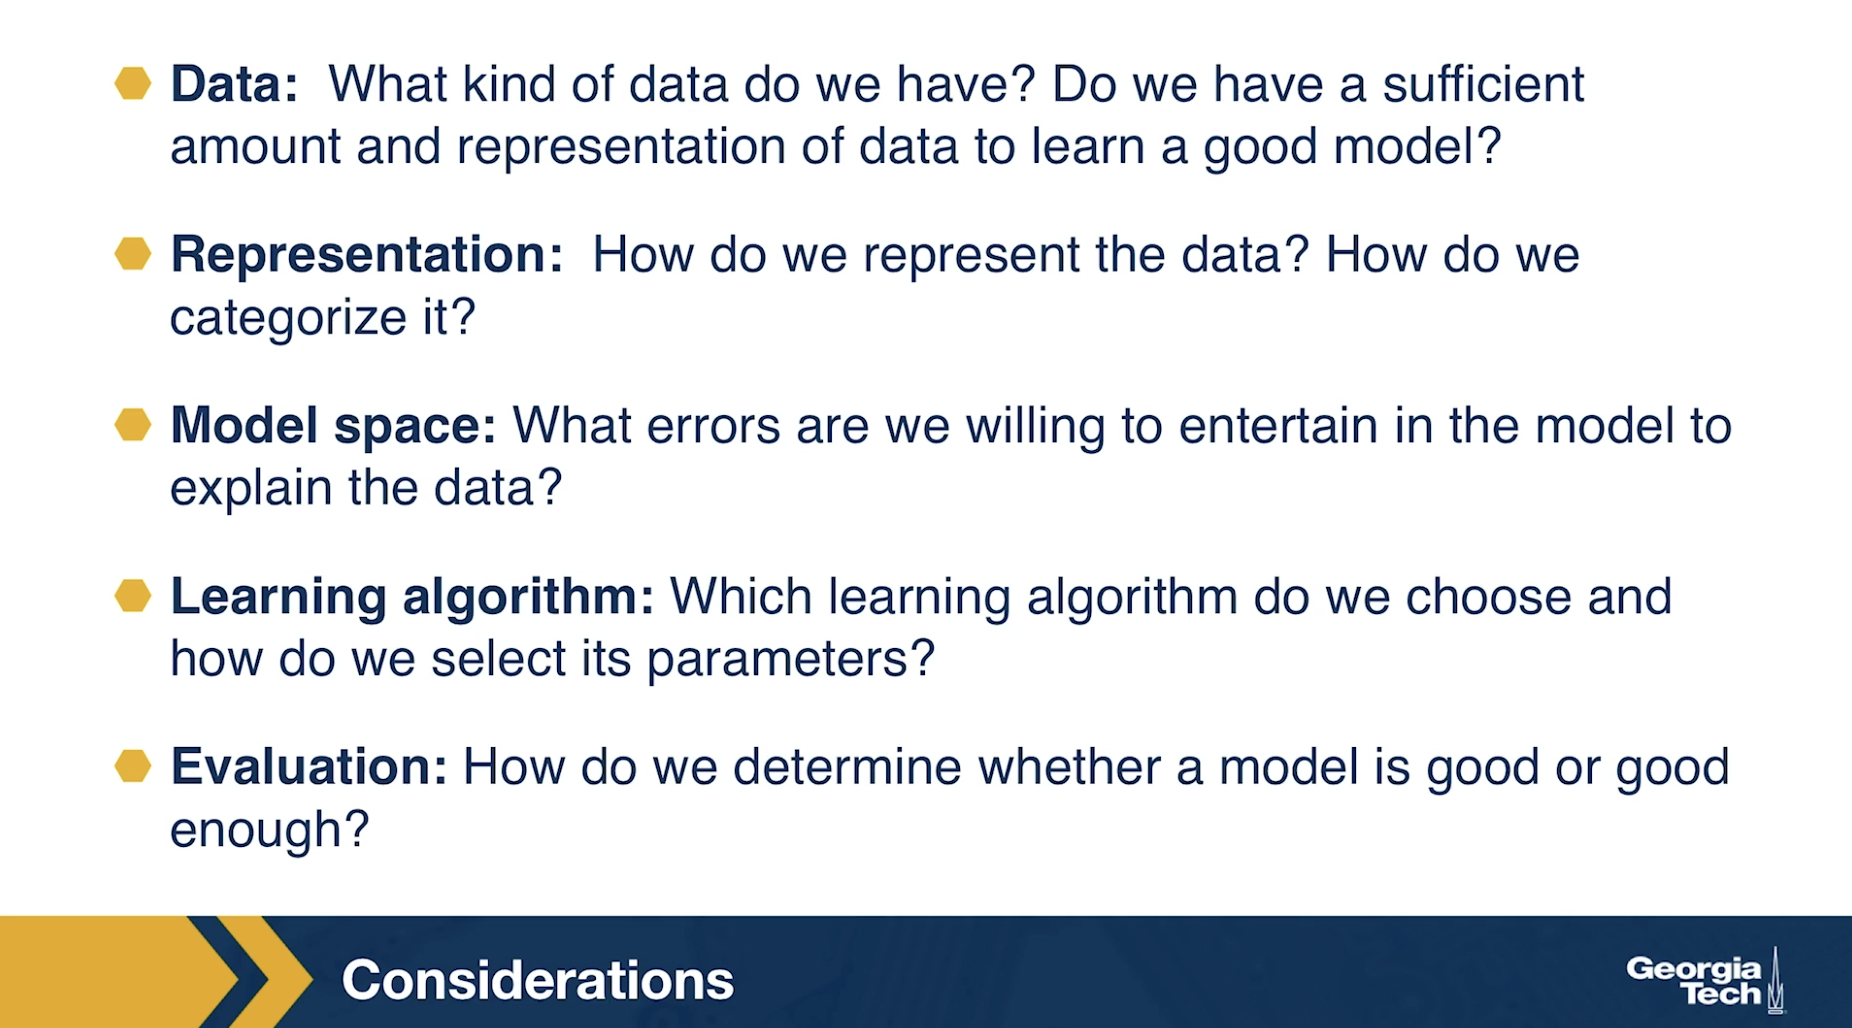 Data: What kind of data do we have? Do we have a sufficient
amount and representation of data to learn a good model?
Representation: How do we represent the data? How do we
categorize it?
Model space: What errors are we willing to entertain in the model to
explain the data?
Learning algorithm: Which learning algorithm do we choose and
how do we select its parameters?
Evaluation: How do we determine whether a model is good or good
enough?
Considerations
Georgia
Tech